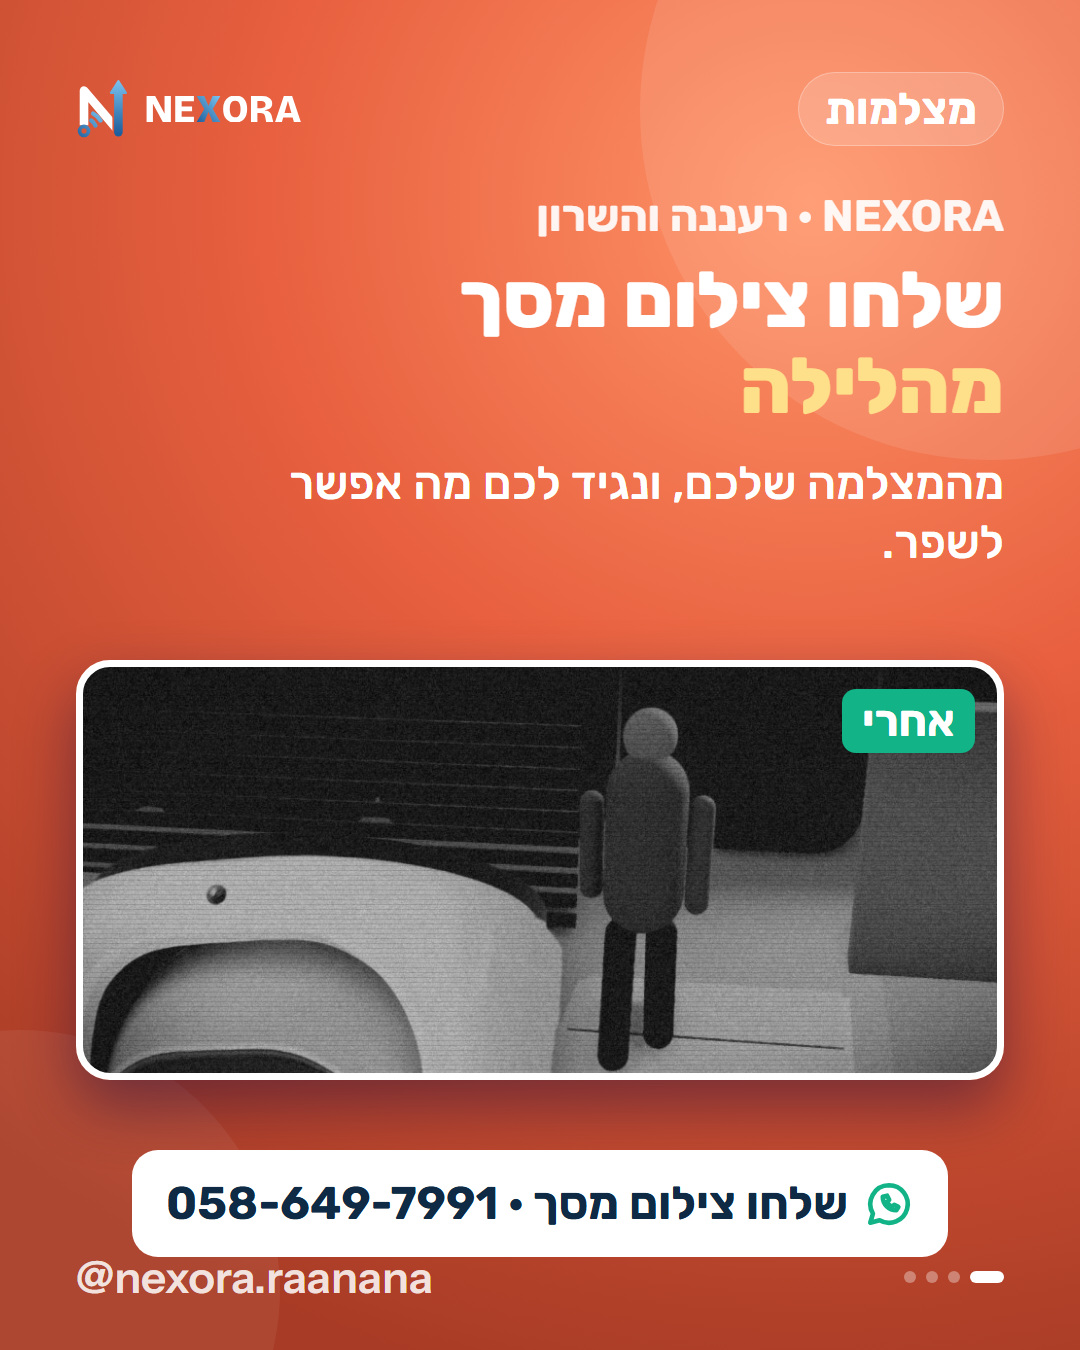 NEXORA
מצלמות
NEXORA • רעננה והשרון
שלחו צילום מסך
מהלילה
מהמצלמה שלכם, ונגיד לכם מה אפשר
לשפר.
אחרי
שלחו צילום מסך • 058-649-7991
@nexora.raanana